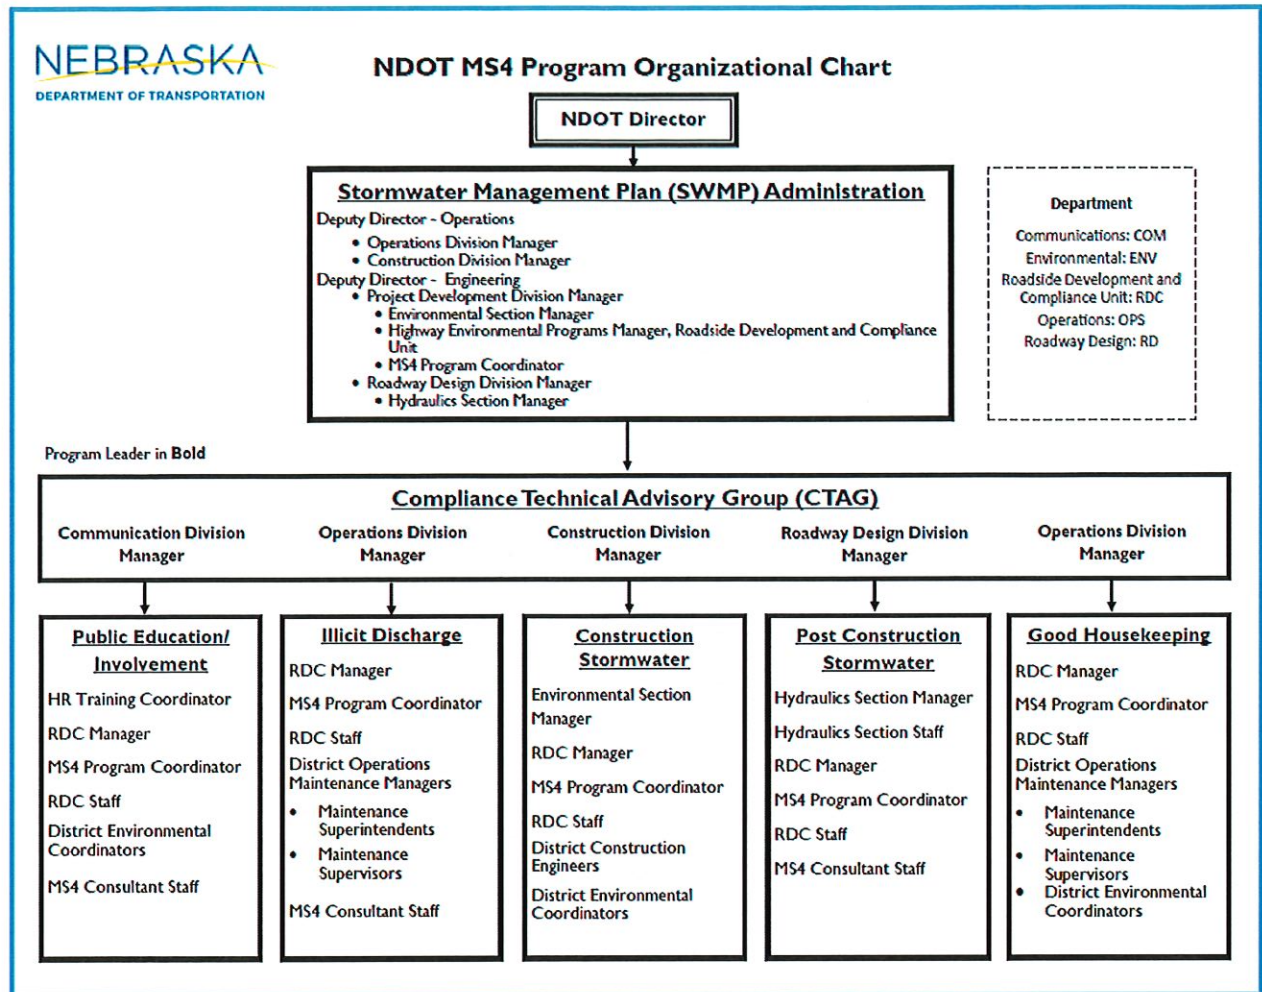 NEBRASKA
DEPARTMENT OF TRANSPORTATION
NDOT MS4 Program Organizational Chart
NDOT Director
Stormwater Management Plan (SWMP) Administration
Deputy Director - Operations
• Operations Division Manager
• Construction Division Manager
Deputy Director - Engineering
• Project Development Division Manager
• Environmental Section Manager
• Highway Environmental Programs Manager, Roadside Development and Compliance
Unit
• MS4 Program Coordinator
• Roadway Design Division Manager
• Hydraulics Section Manager
Department
Communications: COM
Environmental: ENV
Roadside Development and
Compliance Unit: RDC
Operations: OPS
Roadway Design: RD
Program Leader in Bold
Compliance Technical Advisory Group (CTAG)
Communication Division
Manager
Operations Division
Manager
Construction Division
Manager
Roadway Design Division
Manager
Operations Division
Manager
Public Education/
Involvement
HR Training Coordinator
RDC Manager
MS4 Program Coordinator
RDC Staff
District Environmental
Coordinators
MS4 Consultant Staff
Illicit Discharge
RDC Manager
MS4 Program Coordinator
RDC Staff
District Operations
Maintenance Managers
• Maintenance
Superintendents
• Maintenance
Supervisors
MS4 Consultant Staff
Construction
Stormwater
Environmental Section
Manager
RDC Manager
MS4 Program Coordinator
RDC Staff
District Construction
Engineers
District Environmental
Coordinators
Post Construction
Stormwater
Hydraulics Section Manager
Hydraulics Section Staff
RDC Manager
MS4 Program Coordinator
RDC Staff
MS4 Consultant Staff
Good Housekeeping
RDC Manager
MS4 Program Coordinator
RDC Staff
District Operations
Maintenance Managers
• Maintenance
Superintendents
• Maintenance
Supervisors
• District Environmental
Coordinators